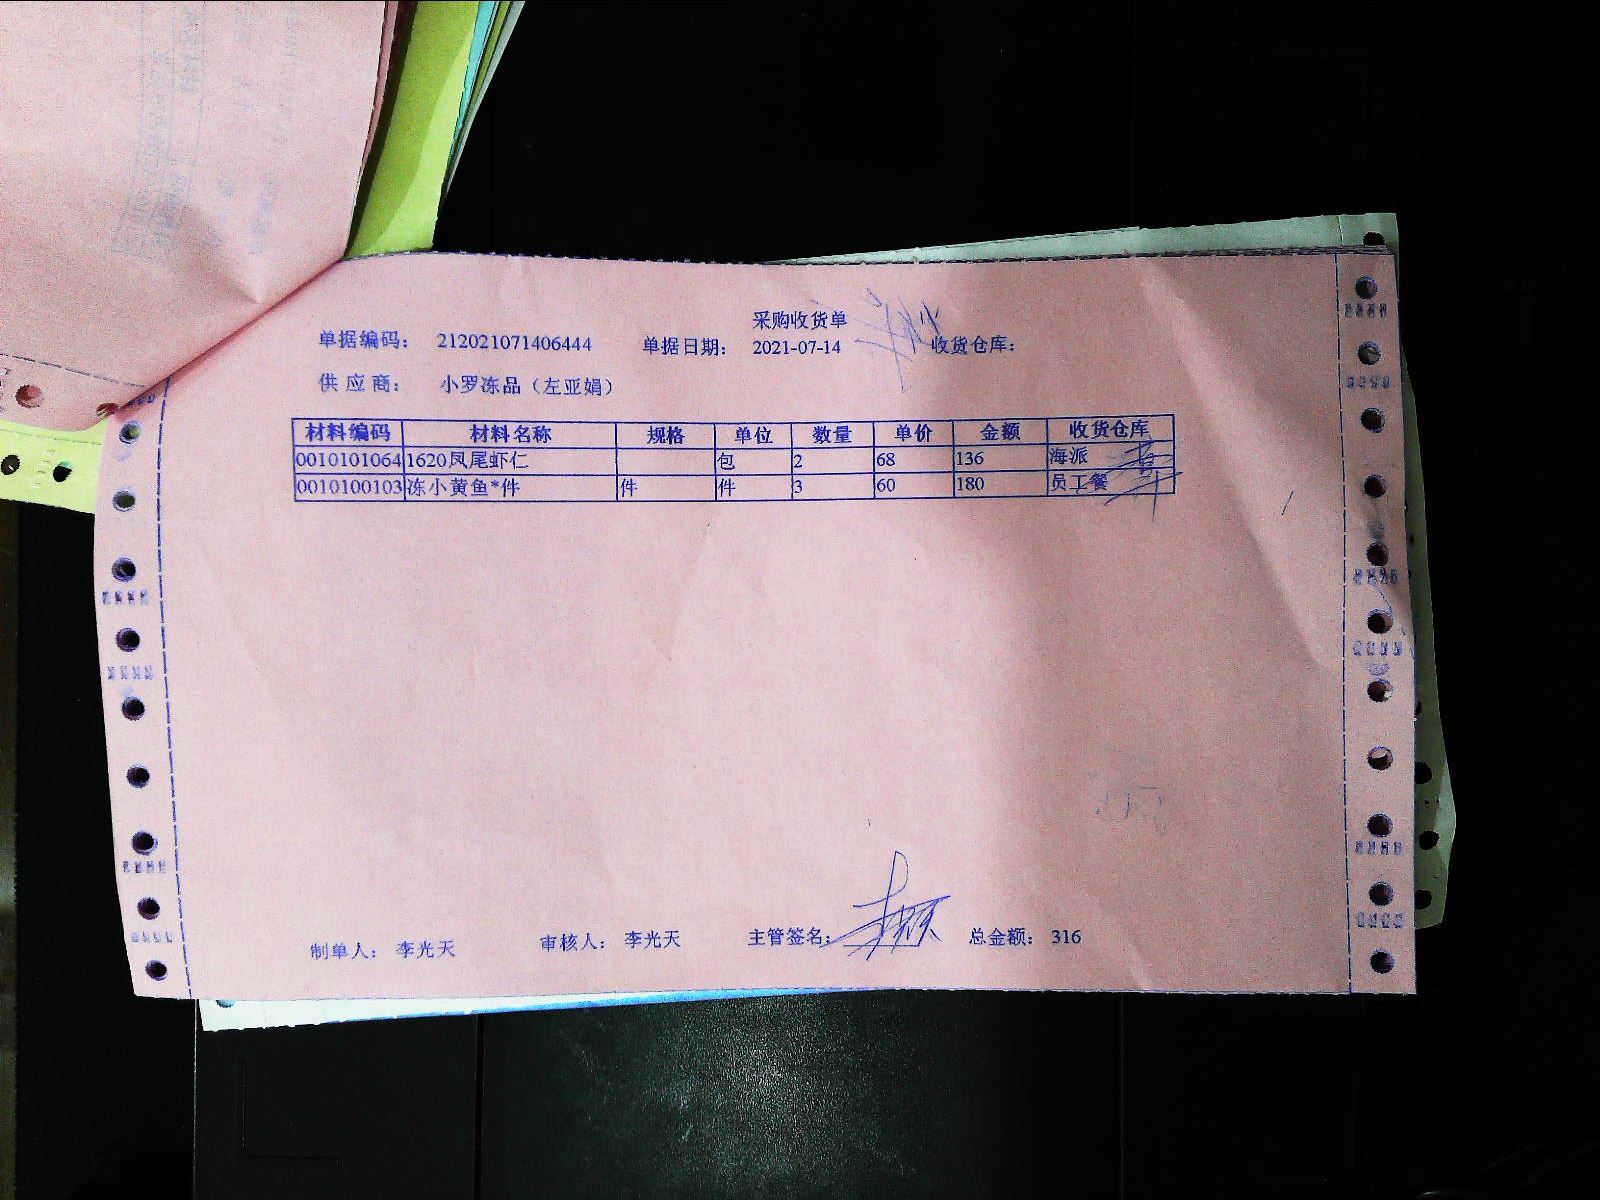 采购收货单
单据编码： 212021071406444 单据日期： 2021-07-14 收货仓库：
供 应 商： 小罗冻品（左亚娟）
材料编码 材料名称 规格 单位 数量 单价 金额 收货仓库
0010101064 1620凤尾虾仁 包 2 68 136 海派
0010100103 冻小黄鱼*件 件 件 3 60 180 员工餐
制单人： 李光天 审核人： 李光天 主管签名： 总金额： 316